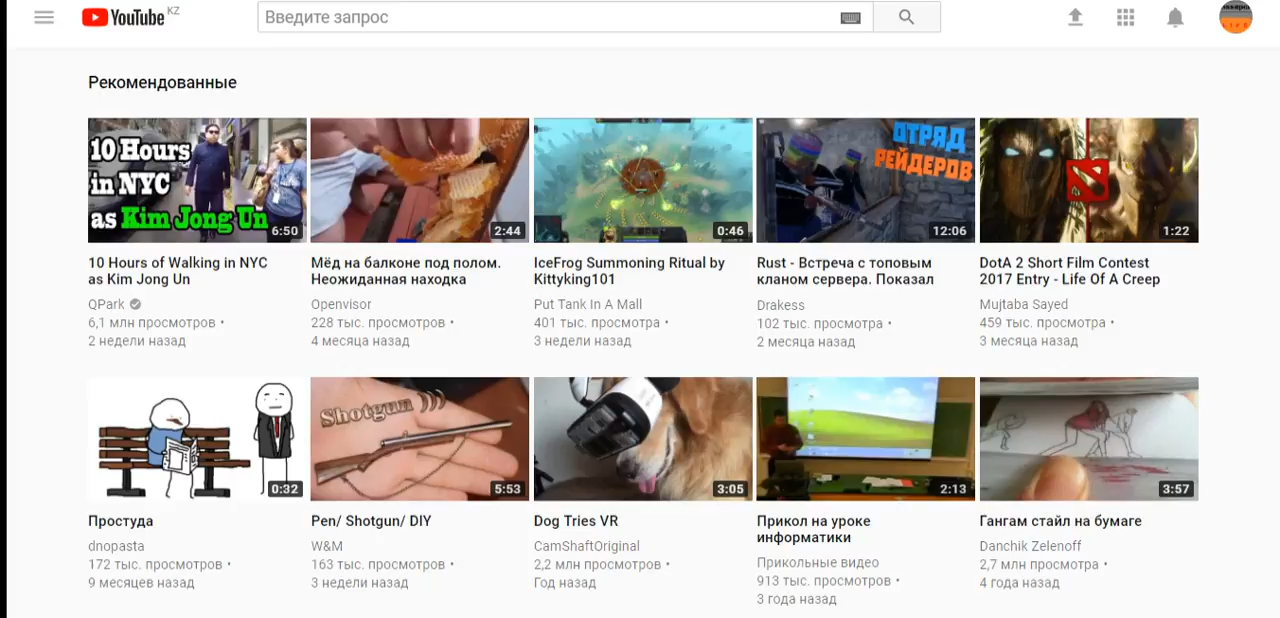 YouTube KZ
Введите запрос
Рекомендованные
10 Hours
in NYC
as Kim Jong Un
6:50
2:44
0:46
ОТРЯД
РЕЙДЕРОВ
12:06
1:22
10 Hours of Walking in NYC
as Kim Jong Un
QPark
6,1 млн просмотров •
2 недели назад
Мёд на балконе под полом.
Неожиданная находка
Openvisor
228 тыс. просмотров •
4 месяца назад
IceFrog Summoning Ritual by
Kittyking101
Put Tank In A Mall
401 тыс. просмотра •
3 недели назад
Rust - Встреча с топовым
кланом сервера. Показал
Drakess
102 тыс. просмотра •
2 месяца назад
DotA 2 Short Film Contest
2017 Entry - Life Of A Creep
Mujtaba Sayed
459 тыс. просмотра •
3 месяца назад
0:32
Shotgun )))
5:53
3:05
2:13
3:57
Простуда
dnopasta
172 тыс. просмотров •
9 месяцев назад
Pen/ Shotgun/ DIY
W&M
163 тыс. просмотров •
3 недели назад
Dog Tries VR
CamShaftOriginal
2,2 млн просмотров •
Год назад
Прикол на уроке
информатики
Прикольные видео
913 тыс. просмотров •
3 года назад
Гангам стайл на бумаге
Danchik Zelenoff
2,7 млн просмотра •
4 года назад